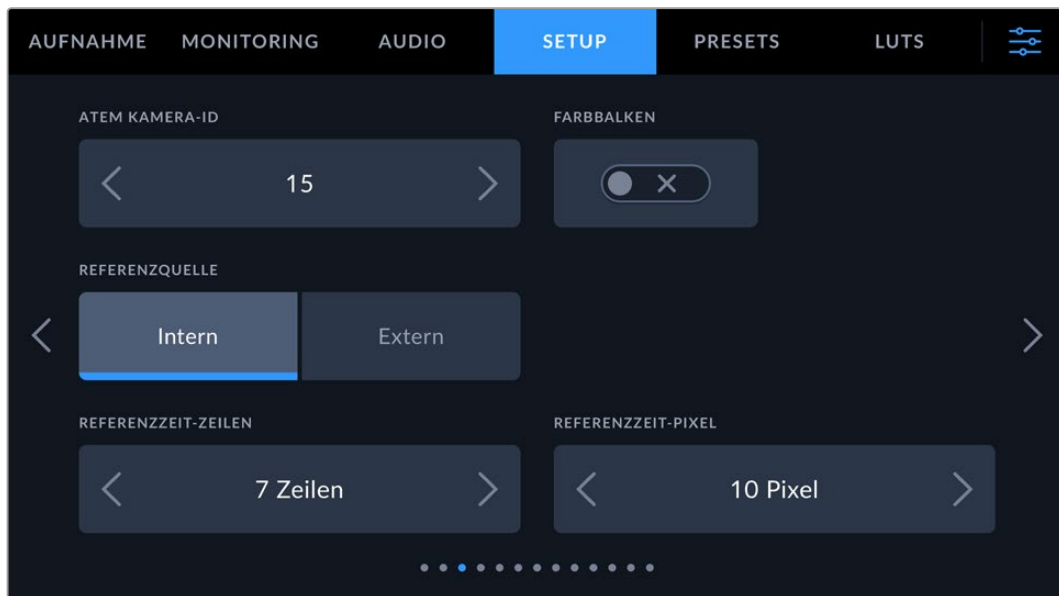 AUFNAHME MONITORING AUDIO SETUP PRESETS LUTS
ATEM KAMERA-ID FARBBALKEN
15
REFERENZQUELLE
Intern Extern
REFERENZZEIT-ZEILEN REFERENZZEIT-PIXEL
7 Zeilen 10 Pixel